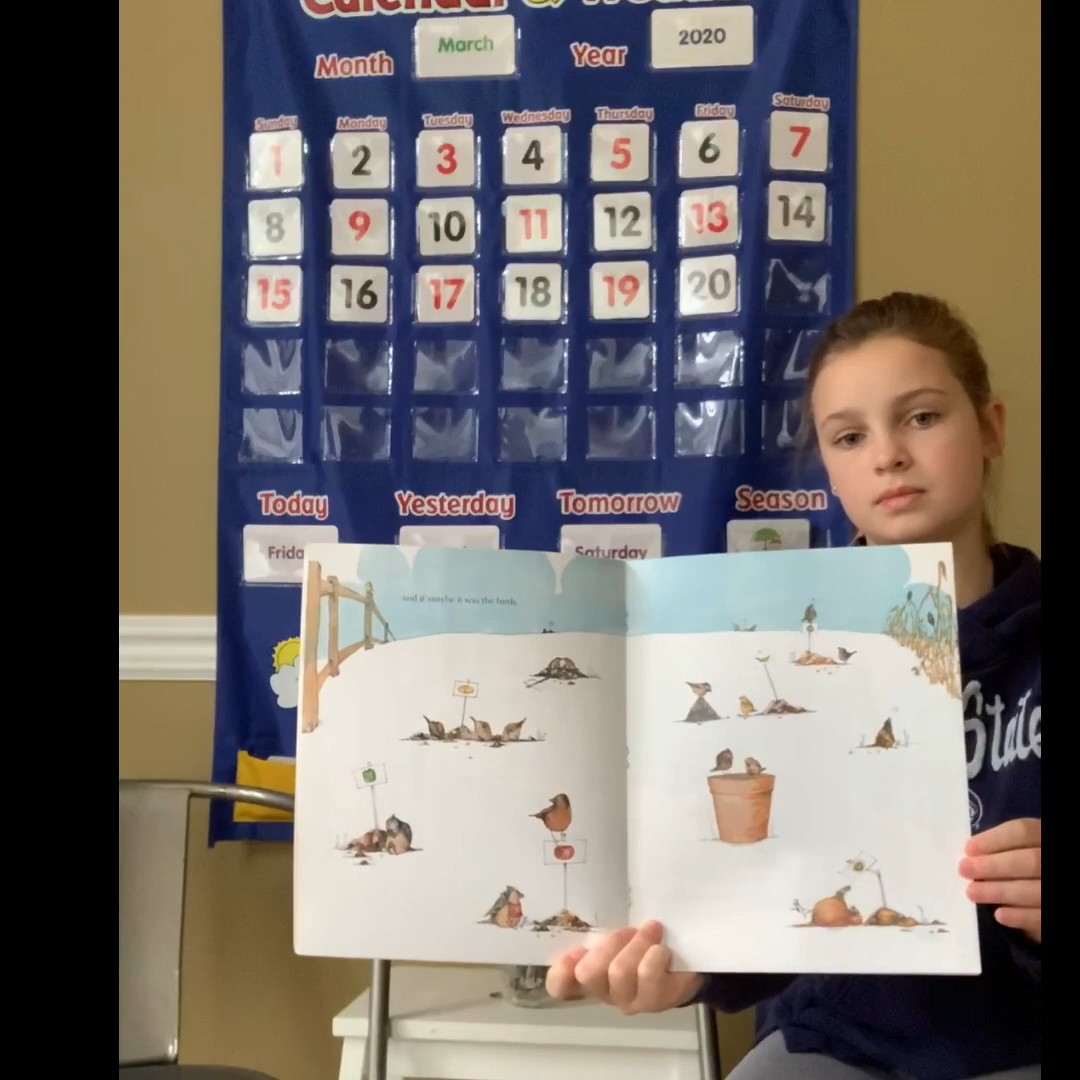 Calendar &
Month March Year 2020
Sunday Monday Tuesday Wednesday Thursday Friday Saturday
1 2 3 4 5 6 7
8 9 10 11 12 13 14
15 16 17 18 19 20
Today Yesterday Tomorrow Season
Frida Saturday
and if maybe it was the birds,
State